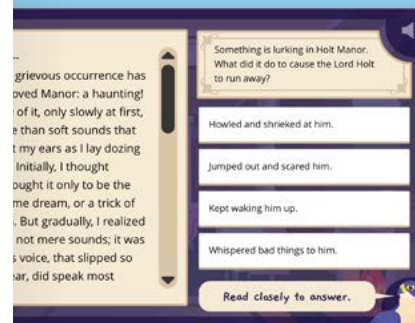 grievous occurrence has
oved Manor: a haunting!
of it, only slowly at first,
e than soft sounds that
t my ears as I lay dozing
Initially, I thought
ought it only to be the
me dream, or a trick of
. But gradually, I realized
not mere sounds; it was
s voice, that slipped so
ear, did speak most
Something is lurking in Holt Manor.
What did it do to cause the Lord Holt
to run away?
Howled and shrieked at him.
Jumped out and scared him.
Kept waking him up.
Whispered bad things to him.
Read closely to answer.